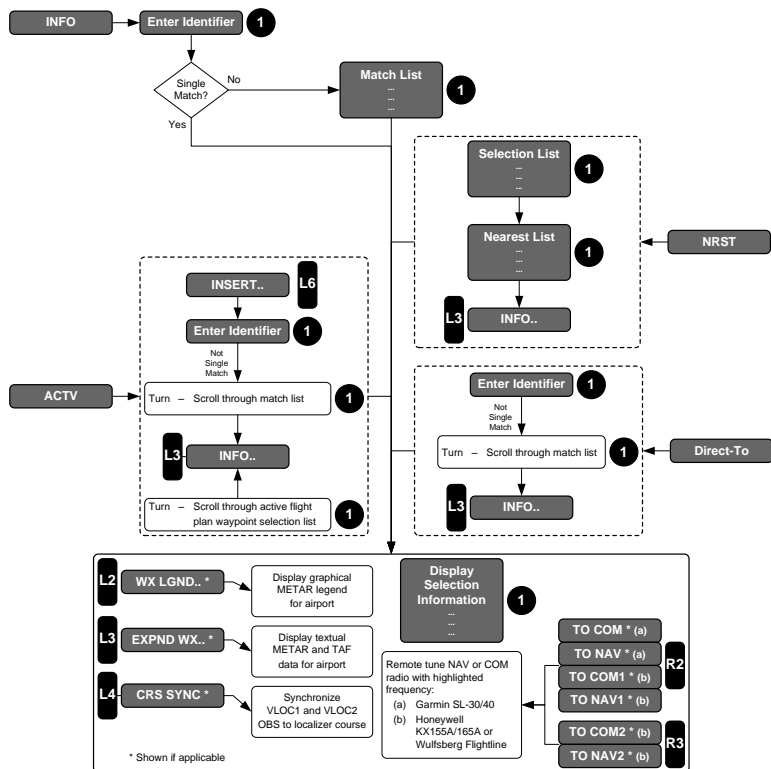 INFO
Enter Identifier
1
Single
Match?
No
Yes
Match List
...
...
...
1
Selection List
...
...
...
1
Nearest List
...
...
...
1
L3
INFO..
NRST
INSERT..
L6
Enter Identifier
1
Not
Single
Match
ACTV
Turn – Scroll through match list
1
L3
INFO..
Turn – Scroll through active flight
plan waypoint selection list
1
Enter Identifier
1
Not
Single
Match
Turn – Scroll through match list
1
L3
INFO..
Direct-To
L2
WX LGND.. *
Display graphical
METAR legend
for airport
L3
EXPND WX.. *
Display textual
METAR and TAF
data for airport
L4
CRS SYNC *
Synchronize
VLOC1 and VLOC2
OBS to localizer course
* Shown if applicable
Display
Selection
Information
...
...
...
1
Remote tune NAV or COM
radio with highlighted
frequency:
(a) Garmin SL-30/40
(b) Honeywell
KX155A/165A or
Wulfsberg Flightline
TO COM * (a)
TO NAV * (a)
TO COM1 * (b)
TO NAV1 * (b)
R2
TO COM2 * (b)
TO NAV2 * (b)
R3